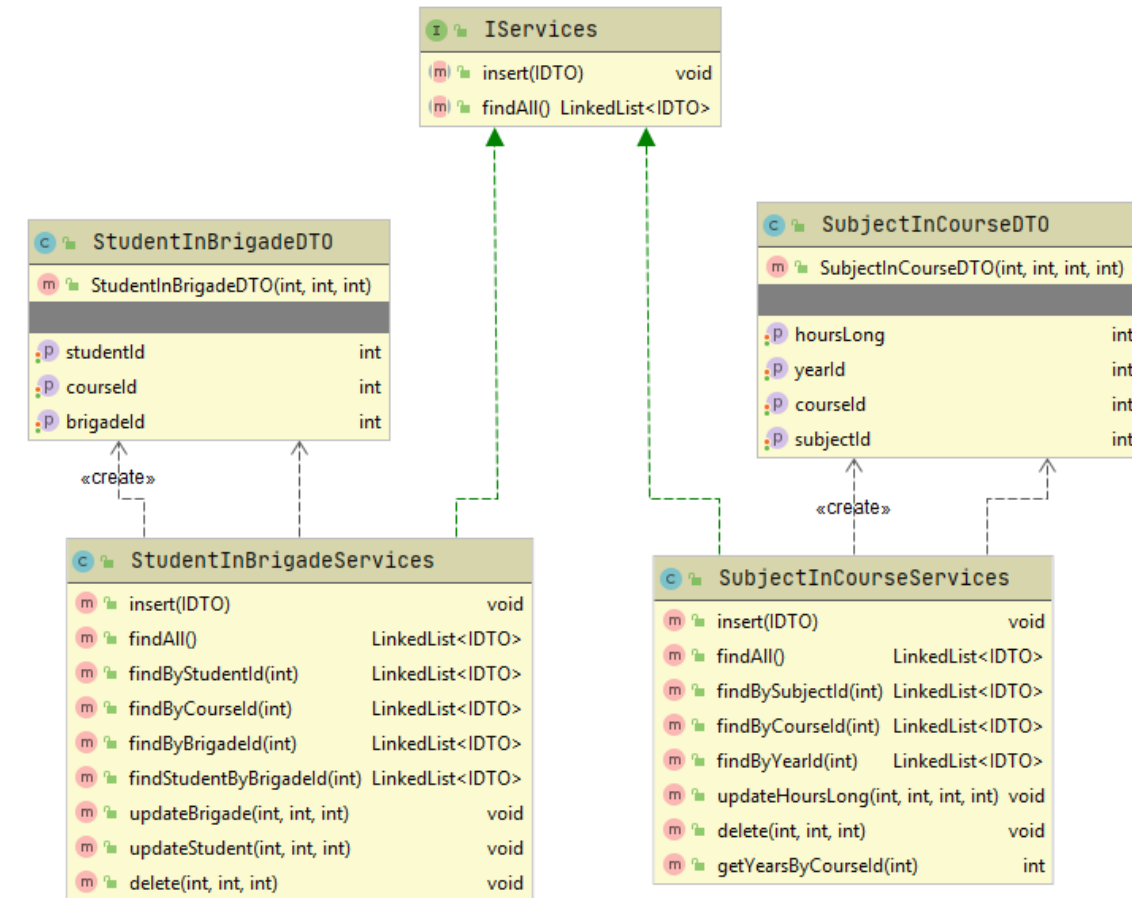 IServices
insert(IDTO) void
findAll() LinkedList<IDTO>
StudentInBrigadeDTO
StudentInBrigadeDTO(int, int, int)
studentId int
courseId int
brigadeId int
SubjectInCourseDTO
SubjectInCourseDTO(int, int, int, int)
hoursLong int
yearId int
courseId int
subjectId int
«create»
«create»
StudentInBrigadeServices
insert(IDTO) void
findAll() LinkedList<IDTO>
findByStudentId(int) LinkedList<IDTO>
findByCourseId(int) LinkedList<IDTO>
findByBrigadeId(int) LinkedList<IDTO>
findStudentByBrigadeId(int) LinkedList<IDTO>
updateBrigade(int, int, int) void
updateStudent(int, int, int) void
delete(int, int, int) void
SubjectInCourseServices
insert(IDTO) void
findAll() LinkedList<IDTO>
findBySubjectId(int) LinkedList<IDTO>
findByCourseId(int) LinkedList<IDTO>
findByYearId(int) LinkedList<IDTO>
updateHoursLong(int, int, int, int) void
delete(int, int, int) void
getYearsByCourseId(int) int